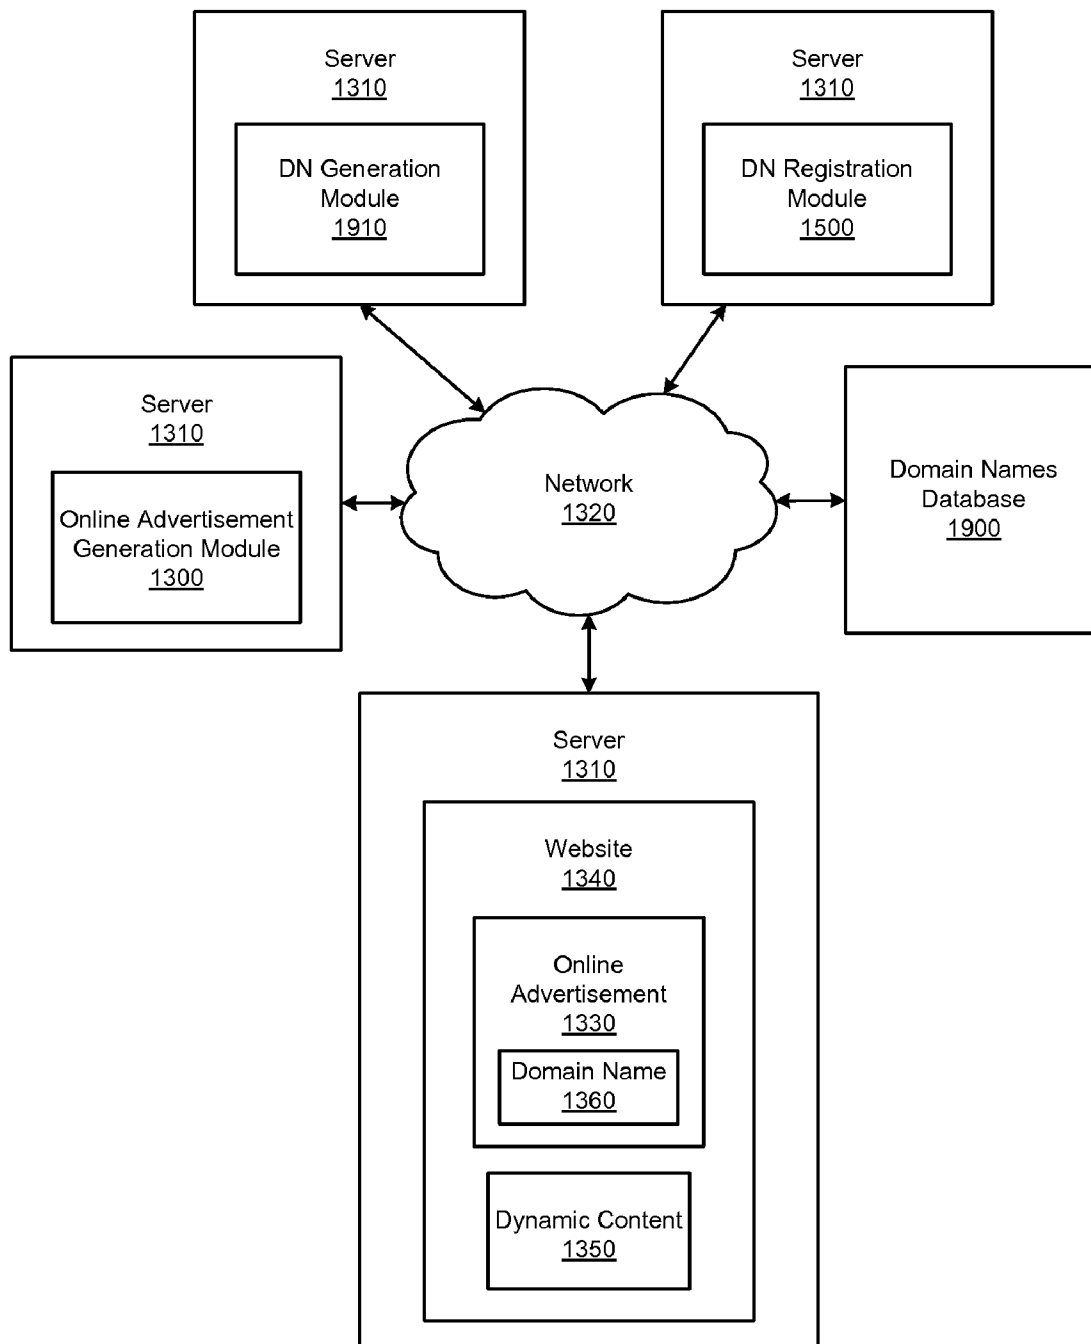 Server
1310
DN Generation
Module
1910
Server
1310
DN Registration
Module
1500
Server
1310
Online Advertisement
Generation Module
1300
Network
1320
Domain Names
Database
1900
Server
1310
Website
1340
Online
Advertisement
1330
Domain Name
1360
Dynamic Content
1350